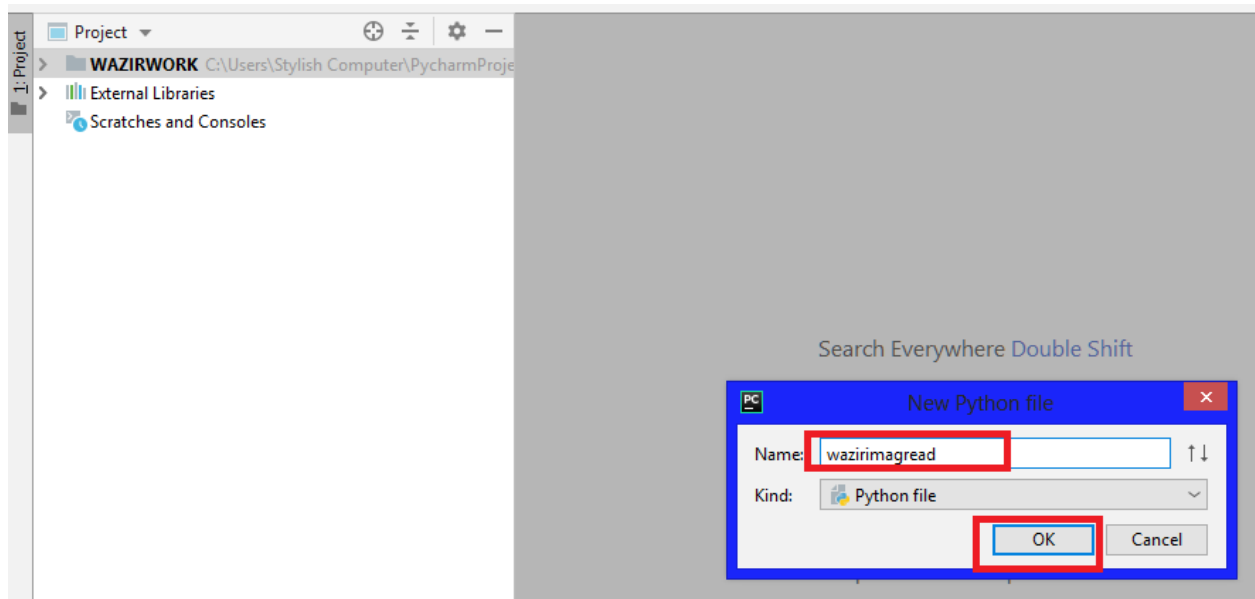 1: Project
Project
WAZIRWORK C:\Users\Stylish Computer\PycharmProje
External Libraries
Scratches and Consoles
Search Everywhere Double Shift
PC
New Python file
Name: wazirimagread
Kind: Python file
OK Cancel